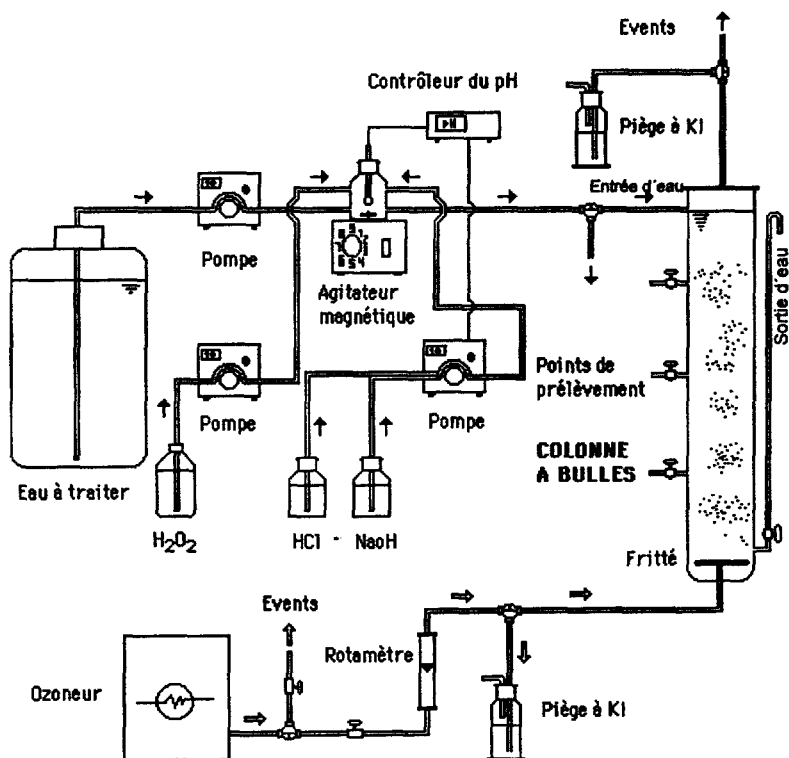 Events
Contrôleur du pH
pH
Piège à KI
Entrée d'eau
Pompe
Agitateur
magnétique
Sortie d'eau
Points de
prélèvement
Pompe
Pompe
COLONNE
A BULLES
Eau à traiter
H2O2
HCl - NaoH
Fritté
Events
Rotamètre
Ozoneur
Piège à KI